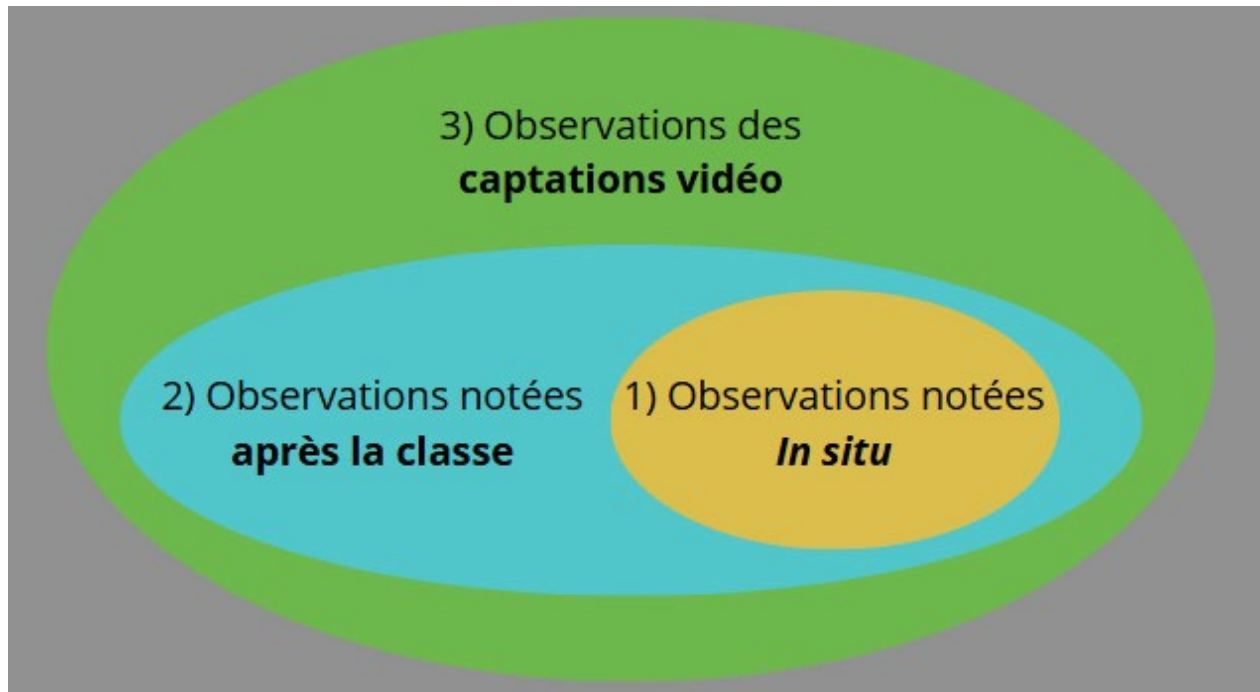 3) Observations des
captations vidéo
2) Observations notées
après la classe
1) Observations notées
In situ